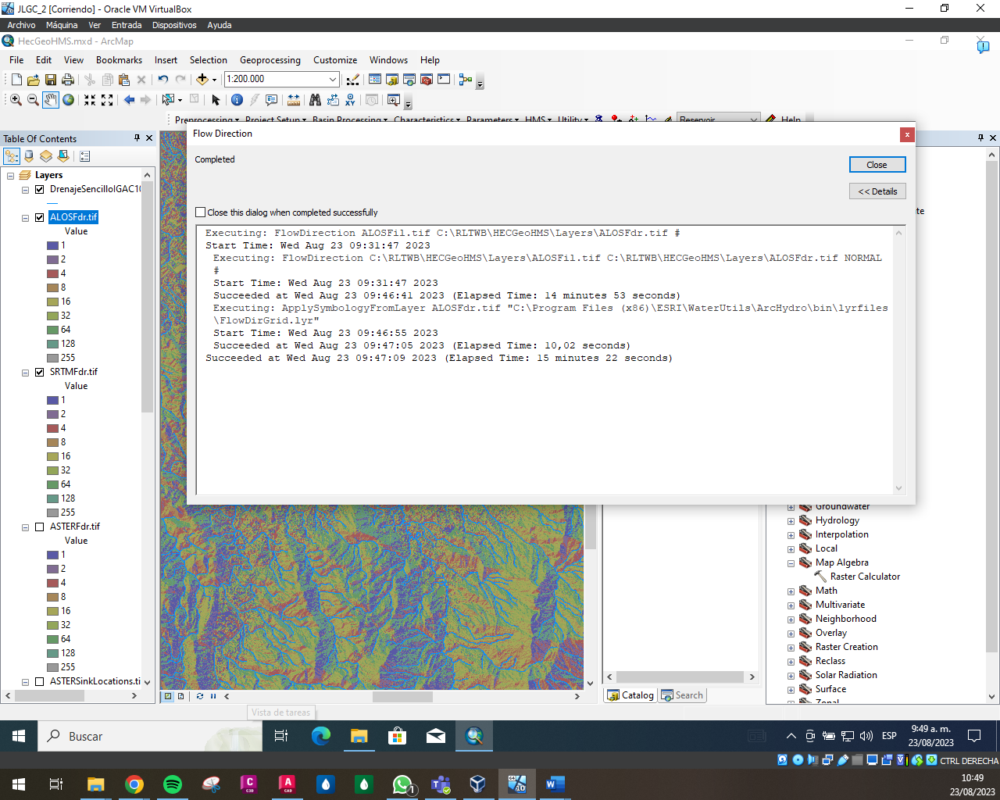 JLGC_2 [Corriendo] - Oracle VM VirtualBox
Archivo Máquina Ver Entrada Dispositivos Ayuda
HecGeoHMS.mxd - ArcMap
File Edit View Bookmarks Insert Selection Geoprocessing Customize Windows Help
1:200.000
Preprocessing Project Setup Basin Processing Characteristics Parameters HMS Utility Reservoir Help
Table Of Contents
Layers
DrenajeSencilloIGAC10
ALOSFdr.tif
Value
1
2
4
8
16
32
64
128
255
SRTMFdr.tif
Value
1
2
4
8
16
32
64
128
255
ASTERFdr.tif
Value
1
2
4
8
16
32
64
128
255
ASTERSinkLocations.ti
Flow Direction
Completed
Close
<< Details
Close this dialog when completed successfully
Executing: FlowDirection ALOSFil.tif C:\RLTWB\HECGeoHMS\Layers\ALOSFdr.tif #
Start Time: Wed Aug 23 09:31:47 2023
Executing: FlowDirection C:\RLTWB\HECGeoHMS\Layers\ALOSFil.tif C:\RLTWB\HECGeoHMS\Layers\ALOSFdr.tif NORMAL
#
Start Time: Wed Aug 23 09:31:47 2023
Succeeded at Wed Aug 23 09:46:41 2023 (Elapsed Time: 14 minutes 53 seconds)
Executing: ApplySymbologyFromLayer ALOSFdr.tif "C:\Program Files (x86)\ESRI\WaterUtils\ArcHydro\bin\lyrfiles
\FlowDirGrid.lyr"
Start Time: Wed Aug 23 09:46:55 2023
Succeeded at Wed Aug 23 09:47:05 2023 (Elapsed Time: 10,02 seconds)
Succeeded at Wed Aug 23 09:47:09 2023 (Elapsed Time: 15 minutes 22 seconds)
te
Groundwater
Hydrology
Interpolation
Local
Map Algebra
Raster Calculator
Math
Multivariate
Neighborhood
Overlay
Raster Creation
Reclass
Solar Radiation
Surface
Zonal
Catalog Search
Vista de tareas
Buscar
ESP
9:49 a. m.
23/08/2023
CTRL DERECHA
10:49
23/08/2023